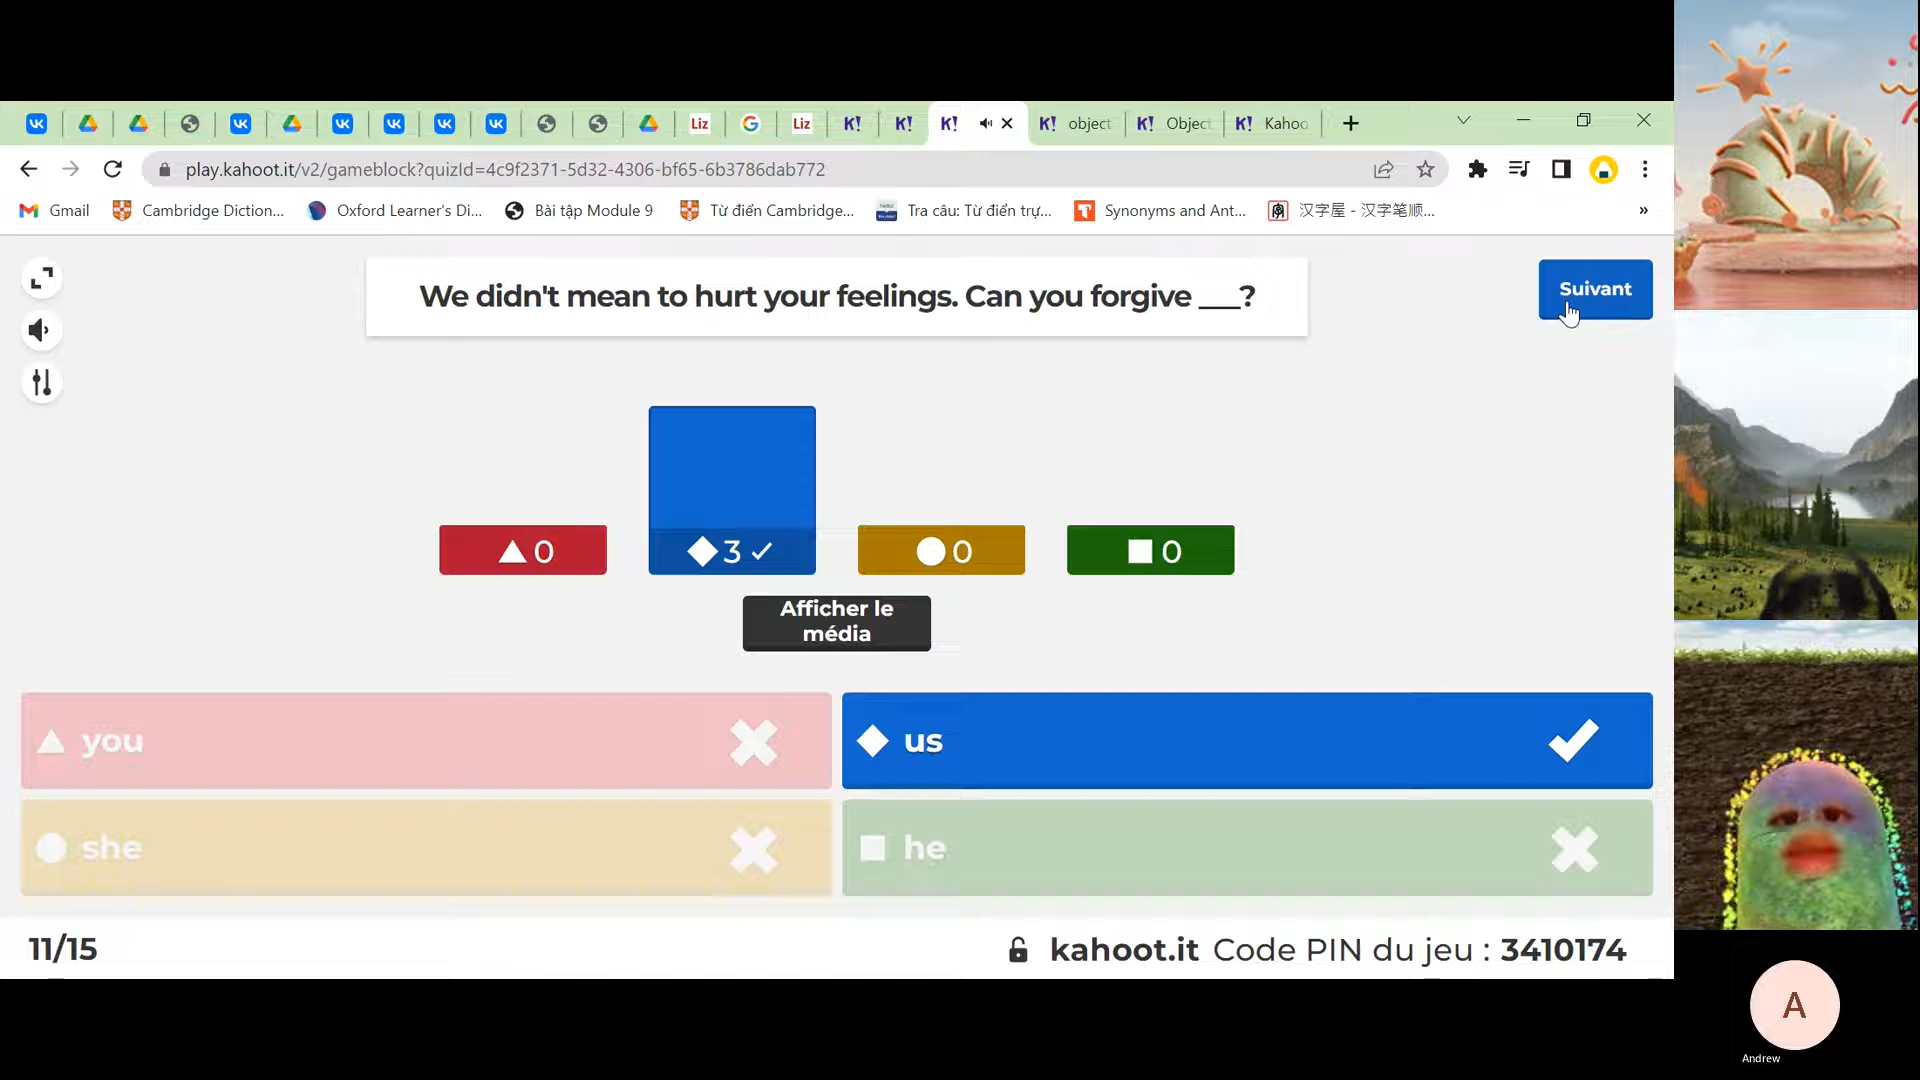 Liz
Liz
K!
K!
K!
K! object
K! Objec
K! Kahoo
play.kahoot.it/v2/gameblock?quizId=4c9f2371-5d32-4306-bf65-6b3786dab772
Gmail
Cambridge Diction...
Oxford Learner's Di...
Bài tập Module 9
Từ điển Cambridge...
Tra câu: Từ điển trự...
Synonyms and Ant...
汉字屋 - 汉字笔顺...
»
We didn't mean to hurt your feelings. Can you forgive ___?
Suivant
0
3
0
0
Afficher le
média
you
us
she
he
11/15
kahoot.it Code PIN du jeu : 3410174
A
Andrew